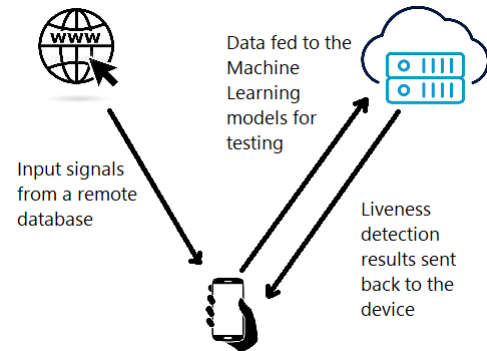 WWW
Data fed to the
Machine
Learning
models for
testing
Input signals
from a remote
database
Liveness
detection
results sent
back to the
device